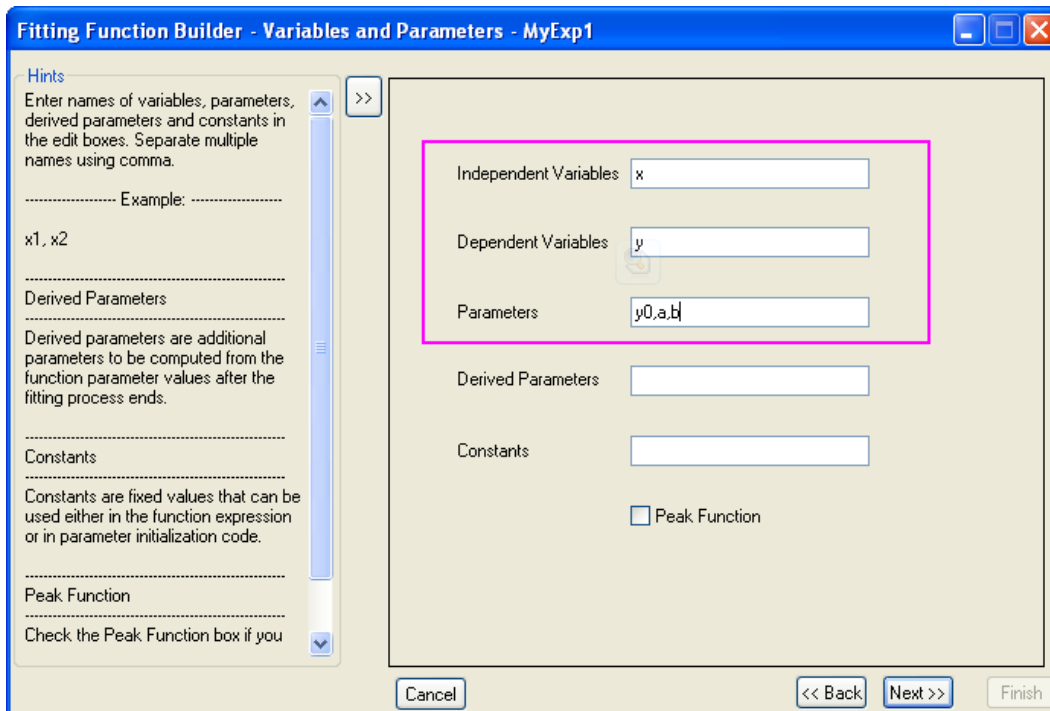 Fitting Function Builder - Variables and Parameters - MyExp1
Hints
Enter names of variables, parameters,
derived parameters and constants in
the edit boxes. Separate multiple
names using comma.
-------------------- Example: --------------------
x1, x2
---------------------------------------------------------
Derived Parameters
---------------------------------------------------------
Derived parameters are additional
parameters to be computed from the
function parameter values after the
fitting process ends.
---------------------------------------------------------
Constants
---------------------------------------------------------
Constants are fixed values that can be
used either in the function expression
or in parameter initialization code.
---------------------------------------------------------
Peak Function
---------------------------------------------------------
Check the Peak Function box if you
>>
Independent Variables x
Dependent Variables y
Parameters y0,a,b
Derived Parameters
Constants
Peak Function
Cancel << Back Next >> Finish